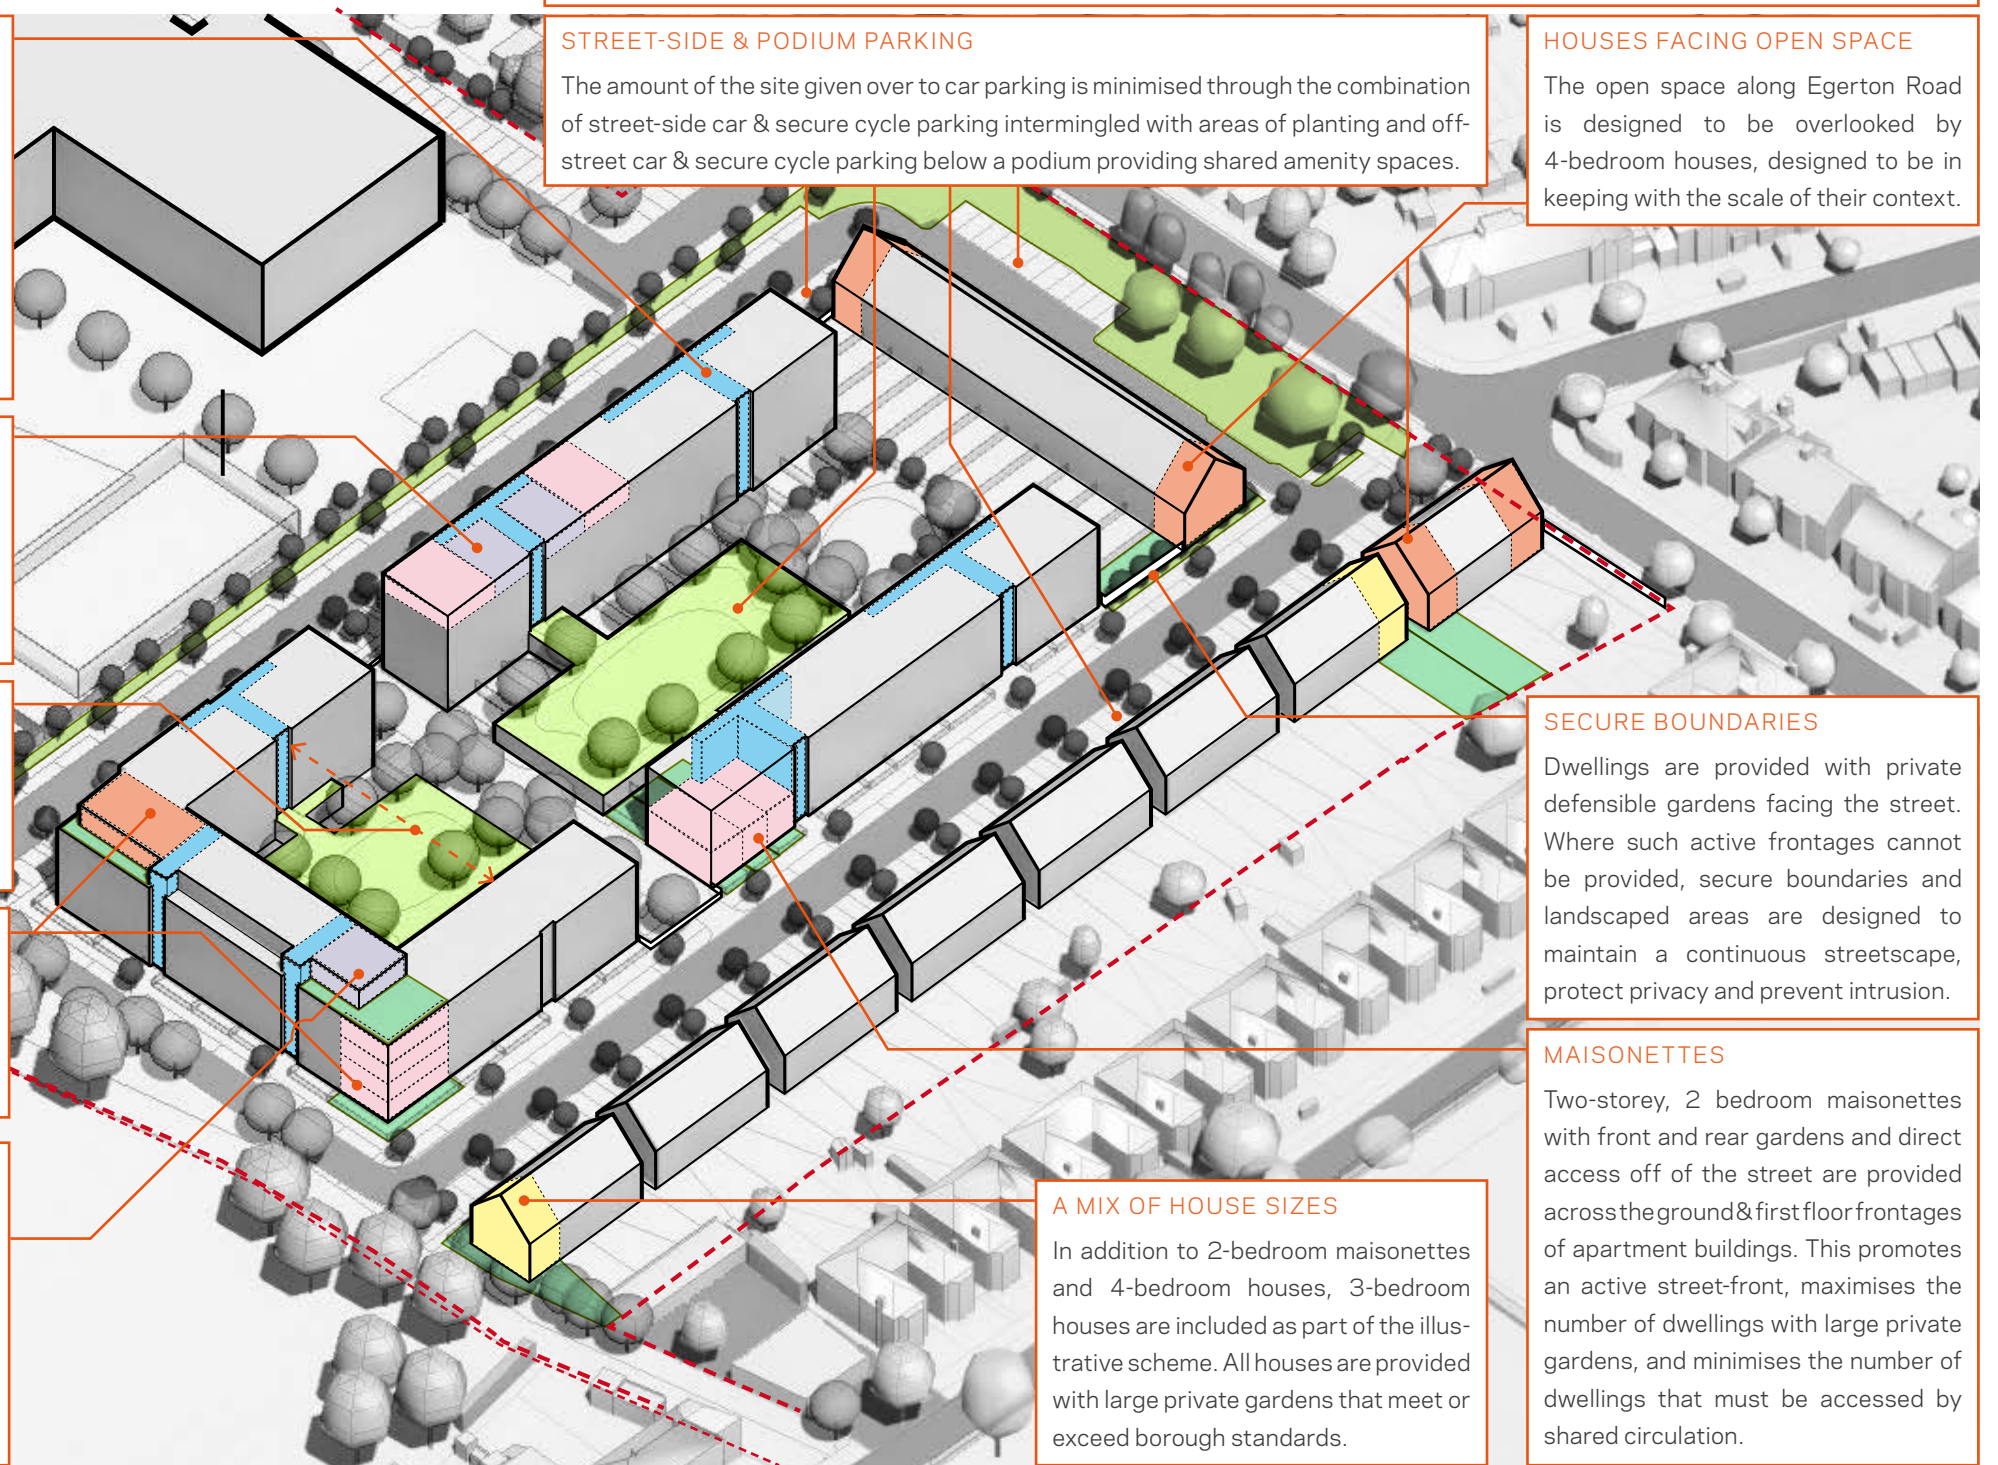 STREET-SIDE & PODIUM PARKING
The amount of the site given over to car parking is minimised through the combination
of street-side car & secure cycle parking intermingled with areas of planting and off-
street car & secure cycle parking below a podium providing shared amenity spaces.
HOUSES FACING OPEN SPACE
The open space along Egerton Road
is designed to be overlooked by
4-bedroom houses, designed to be in
keeping with the scale of their context.
SECURE BOUNDARIES
Dwellings are provided with private
defensible gardens facing the street.
Where such active frontages cannot
be provided, secure boundaries and
landscaped areas are designed to
maintain a continuous streetscape,
protect privacy and prevent intrusion.
MAISONETTES
Two-storey, 2 bedroom maisonettes
with front and rear gardens and direct
access off of the street are provided
across the ground & first floor frontages
of apartment buildings. This promotes
an active street-front, maximises the
number of dwellings with large private
gardens, and minimises the number of
dwellings that must be accessed by
shared circulation.
A MIX OF HOUSE SIZES
In addition to 2-bedroom maisonettes
and 4-bedroom houses, 3-bedroom
houses are included as part of the illus-
trative scheme. All houses are provided
with large private gardens that meet or
exceed borough standards.